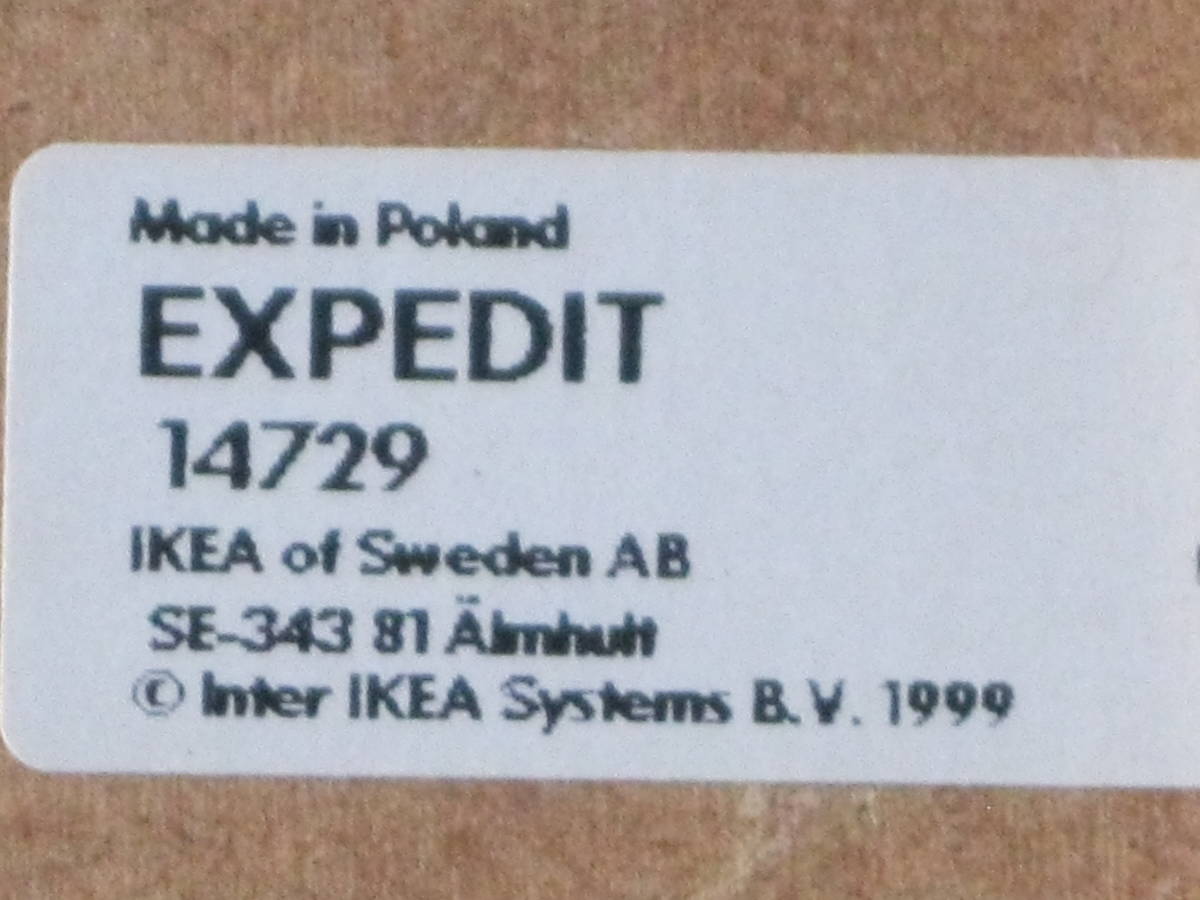 Made in Poland
EXPEDIT
14729
IKEA of Sweden AB
SE-343 81 Älmhult
© Inter IKEA Systems B.V. 1999